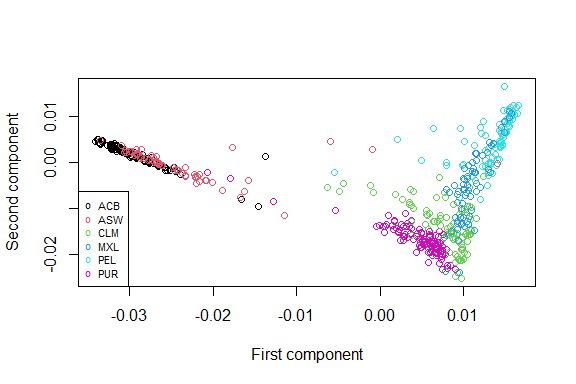 Second component
0.01
0.00
-0.02
ACB
ASW
CLM
MXL
PEL
PUR
-0.03 -0.02 -0.01 0.00 0.01
First component